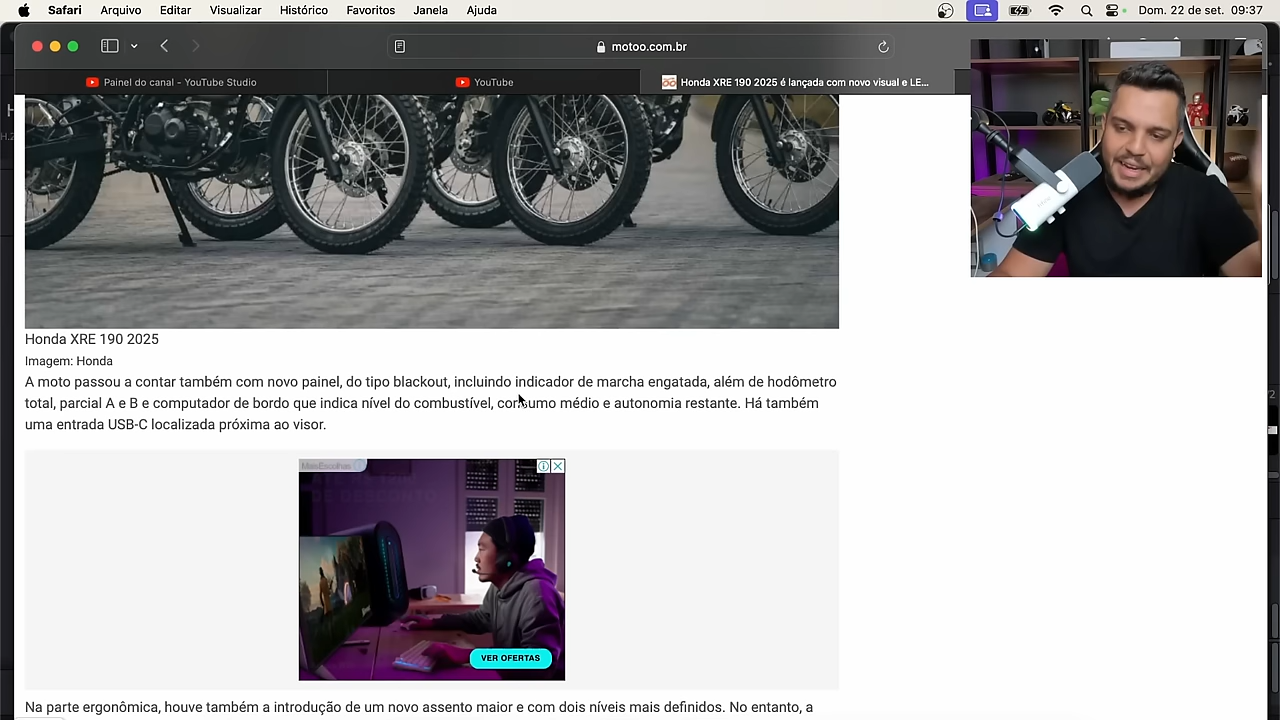 Safari Arquivo Editar Visualizar Histórico Favoritos Janela Ajuda Dom. 22 de set. 09:37
motoo.com.br
Painel do canal - YouTube Studio
YouTube
Honda XRE 190 2025 é lançada com novo visual e LE...
Honda XRE 190 2025
Imagem: Honda
A moto passou a contar também com novo painel, do tipo blackout, incluindo indicador de marcha engatada, além de hodômetro
total, parcial A e B e computador de bordo que indica nível do combustível, consumo médio e autonomia restante. Há também
uma entrada USB-C localizada próxima ao visor.
MaisEscolhas
VER OFERTAS
Na parte ergonômica, houve também a introdução de um novo assento maior e com dois níveis mais definidos. No entanto, a